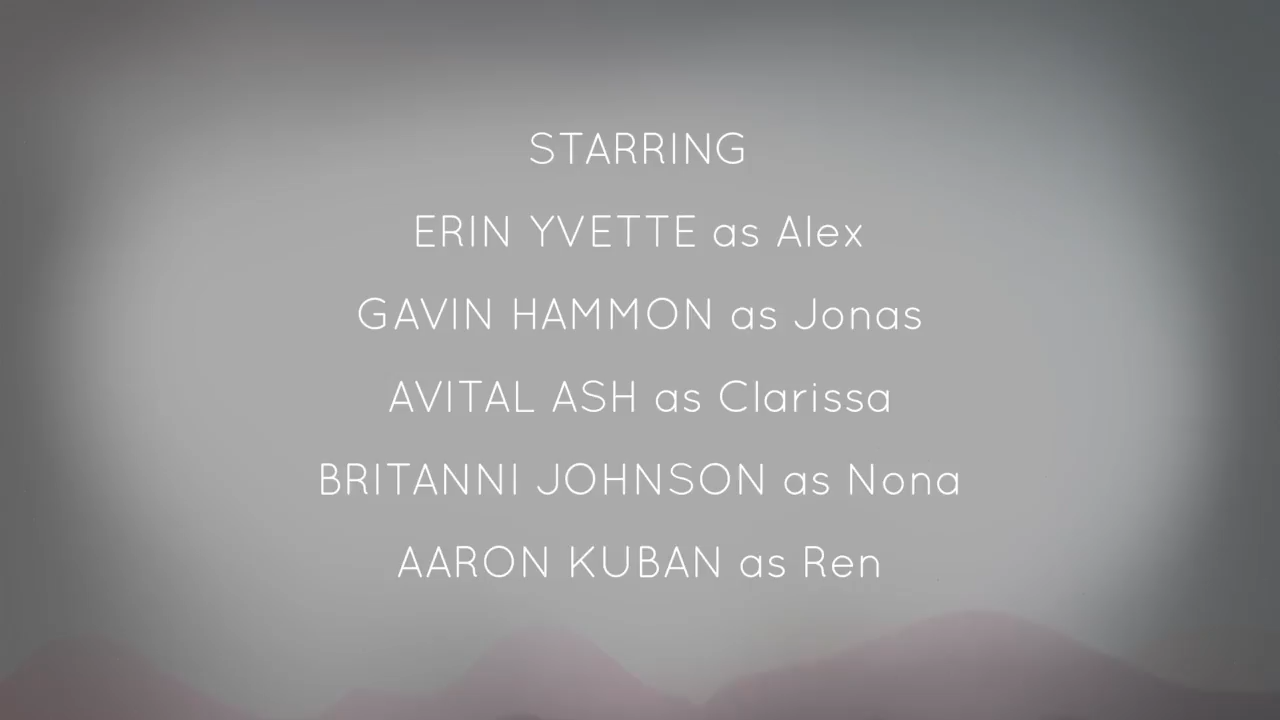 STARRING
ERIN YVETTE as Alex
GAVIN HAMMON as Jonas
AVITAL ASH as Clarissa
BRITANNI JOHNSON as Nona
AARON KUBAN as Ren